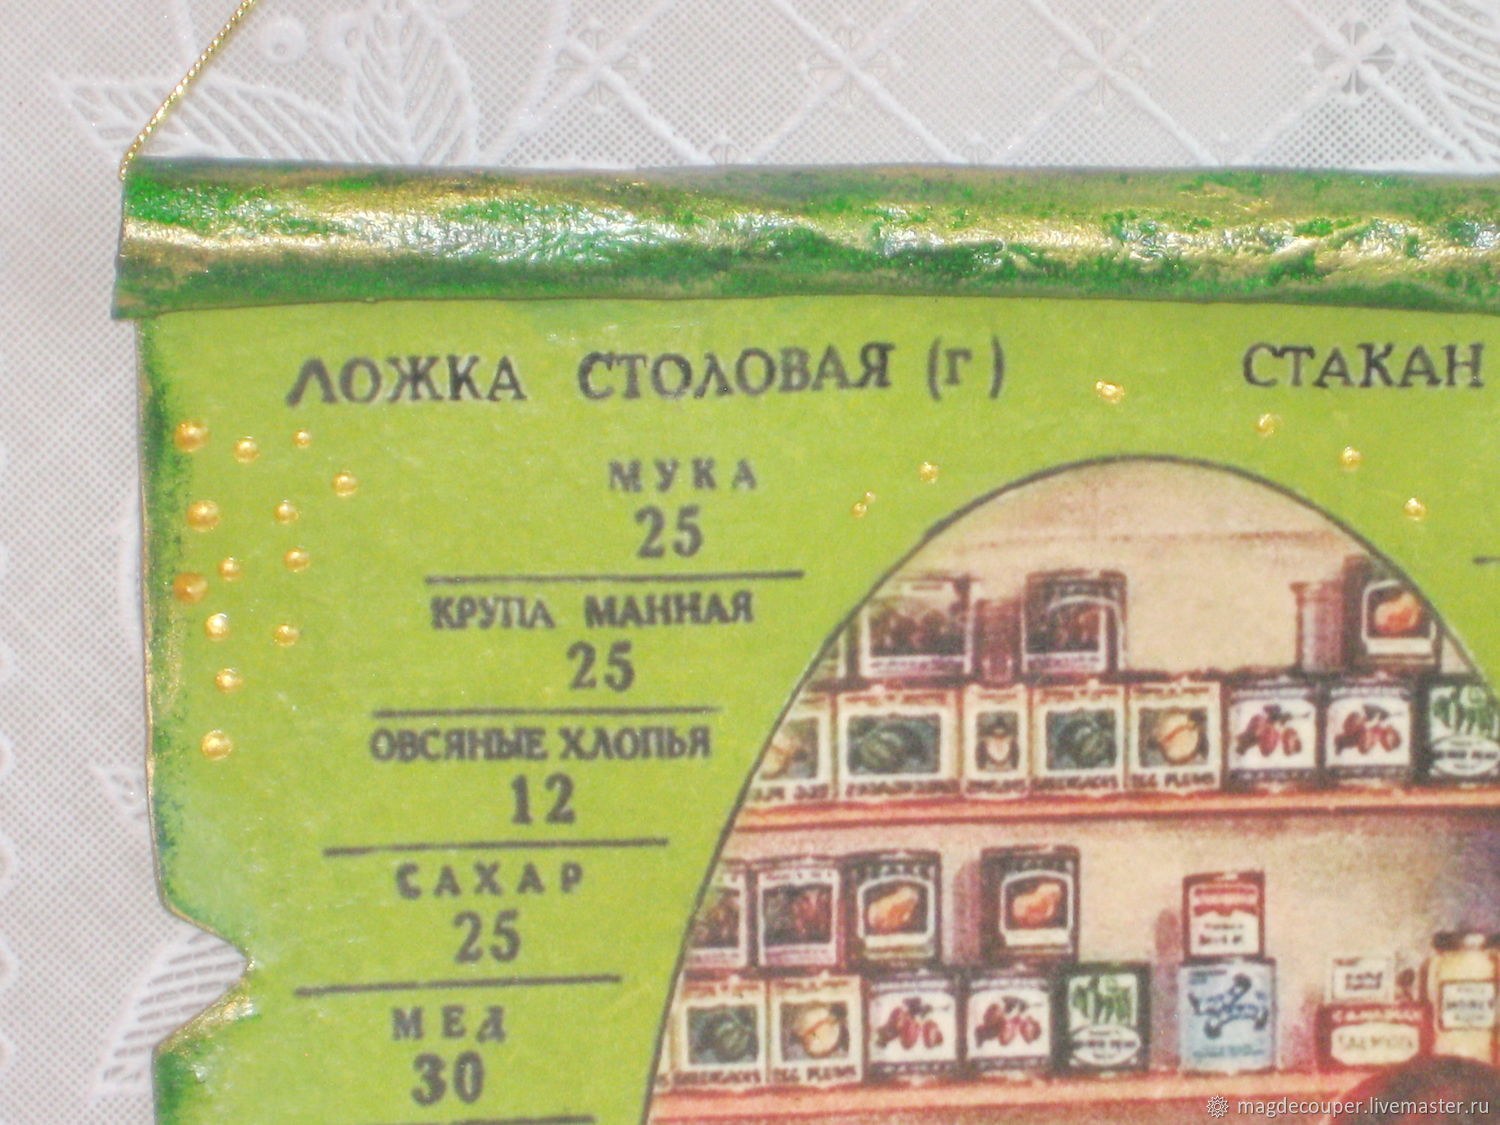 ЛОЖКА СТОЛОВАЯ (г)
СТАКАН
МУКА
25
КРУПА МАННАЯ
25
ОВСЯНЫЕ ХЛОПЬЯ
12
САХАР
25
МЕД
30
magdecouper.livemaster.ru